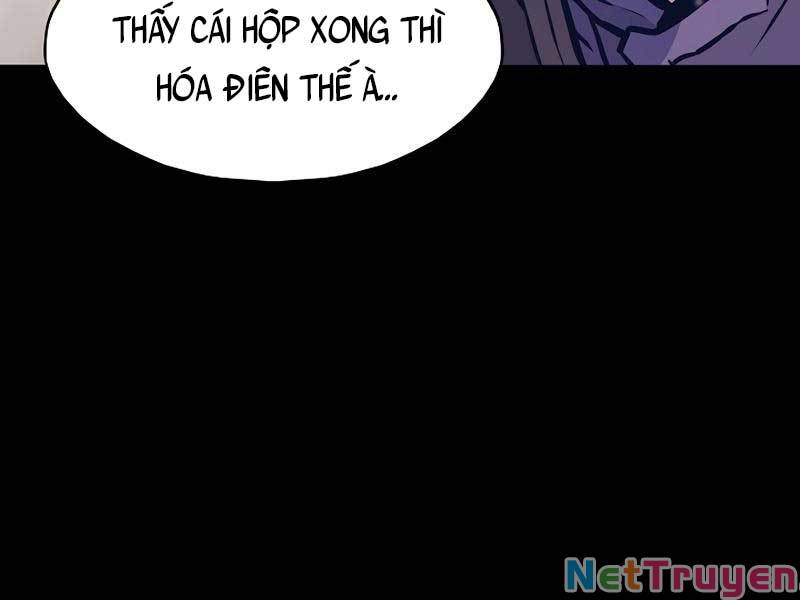 THẤY CÁI HỘP XONG THÌ
HÓA ĐIÊN THẾ À...
NetTruyen